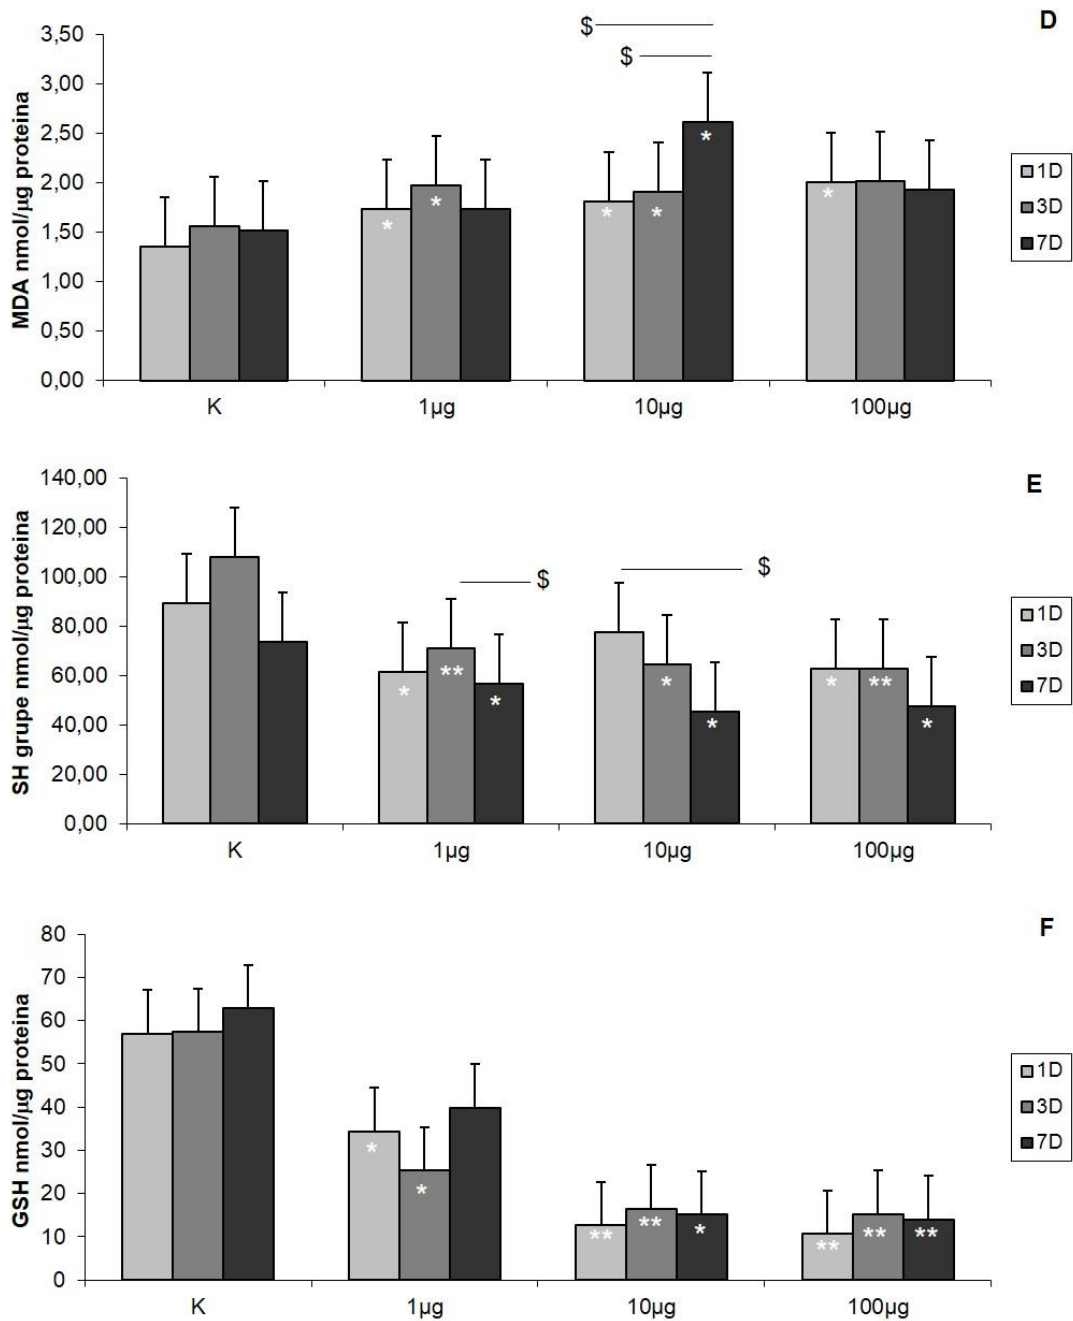 D
$
$
3,50
3,00
2,50
2,00
1,50
1,00
0,50
0,00
MDA nmol/µg proteina
* * * * * *
K 1µg 10µg 100µg
1D
3D
7D
E
140,00
120,00
100,00
80,00
60,00
40,00
20,00
0,00
SH grupe nmol/µg proteina
$ $
* ** * * * * ** *
K 1µg 10µg 100µg
1D
3D
7D
F
80
70
60
50
40
30
20
10
0
GSH nmol/µg proteina
* * ** ** * ** ** **
K 1µg 10µg 100µg
1D
3D
7D